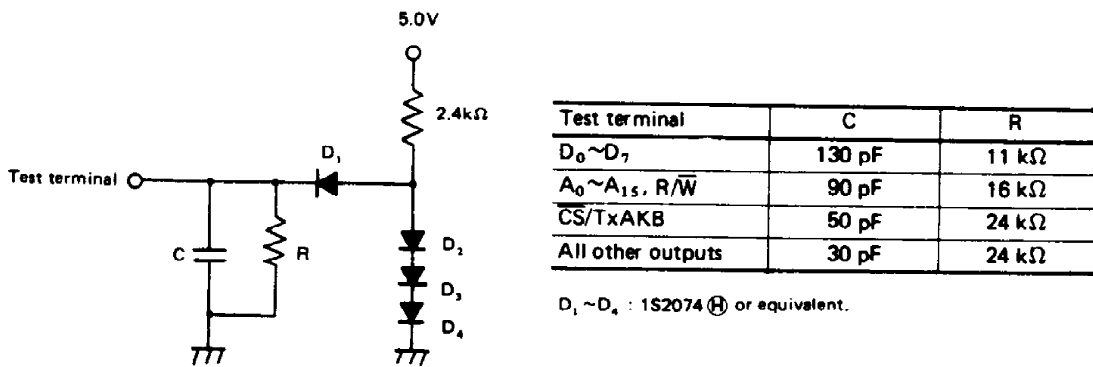 5.0V
2.4kΩ
D₁
Test terminal
C
R
D₂
D₃
D₄
Test terminal C R
D₀~D₇ 130 pF 11 kΩ
A₀~A₁₅, R/W̅ 90 pF 16 kΩ
C̅S̅/TxAKB 50 pF 24 kΩ
All other outputs 30 pF 24 kΩ
D₁~D₄ : 1S2074 Ⓗ or equivalent.